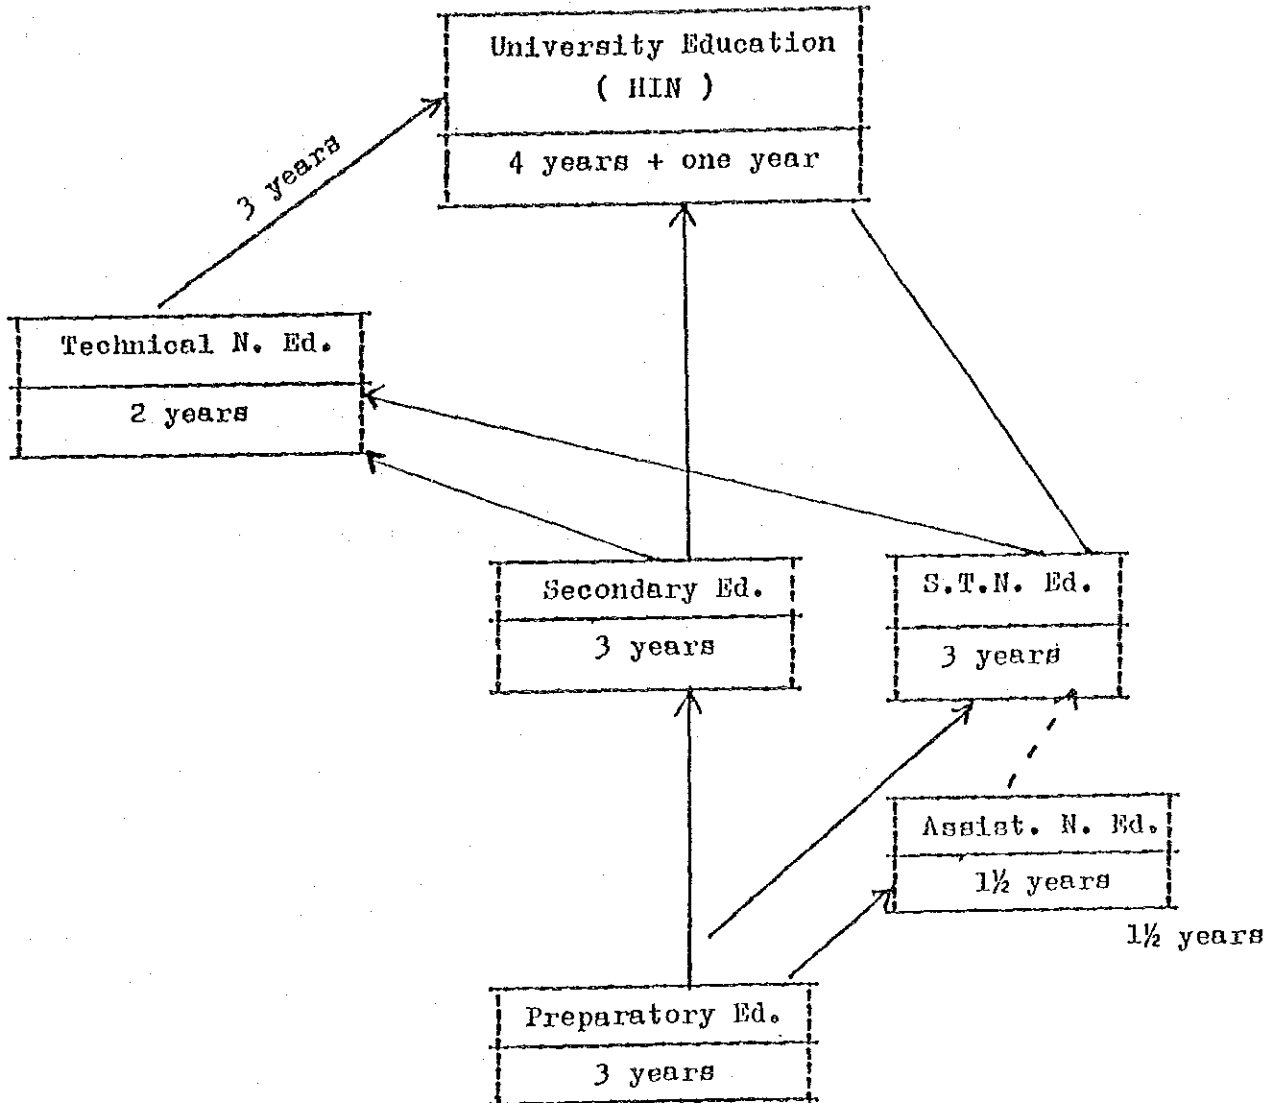 University Education
( HIN )
4 years + one year
3 years
Technical N. Ed.
2 years
Secondary Ed.
3 years
S.T.N. Ed.
3 years
Assist. N. Ed.
1½ years
1½ years
Preparatory Ed.
3 years